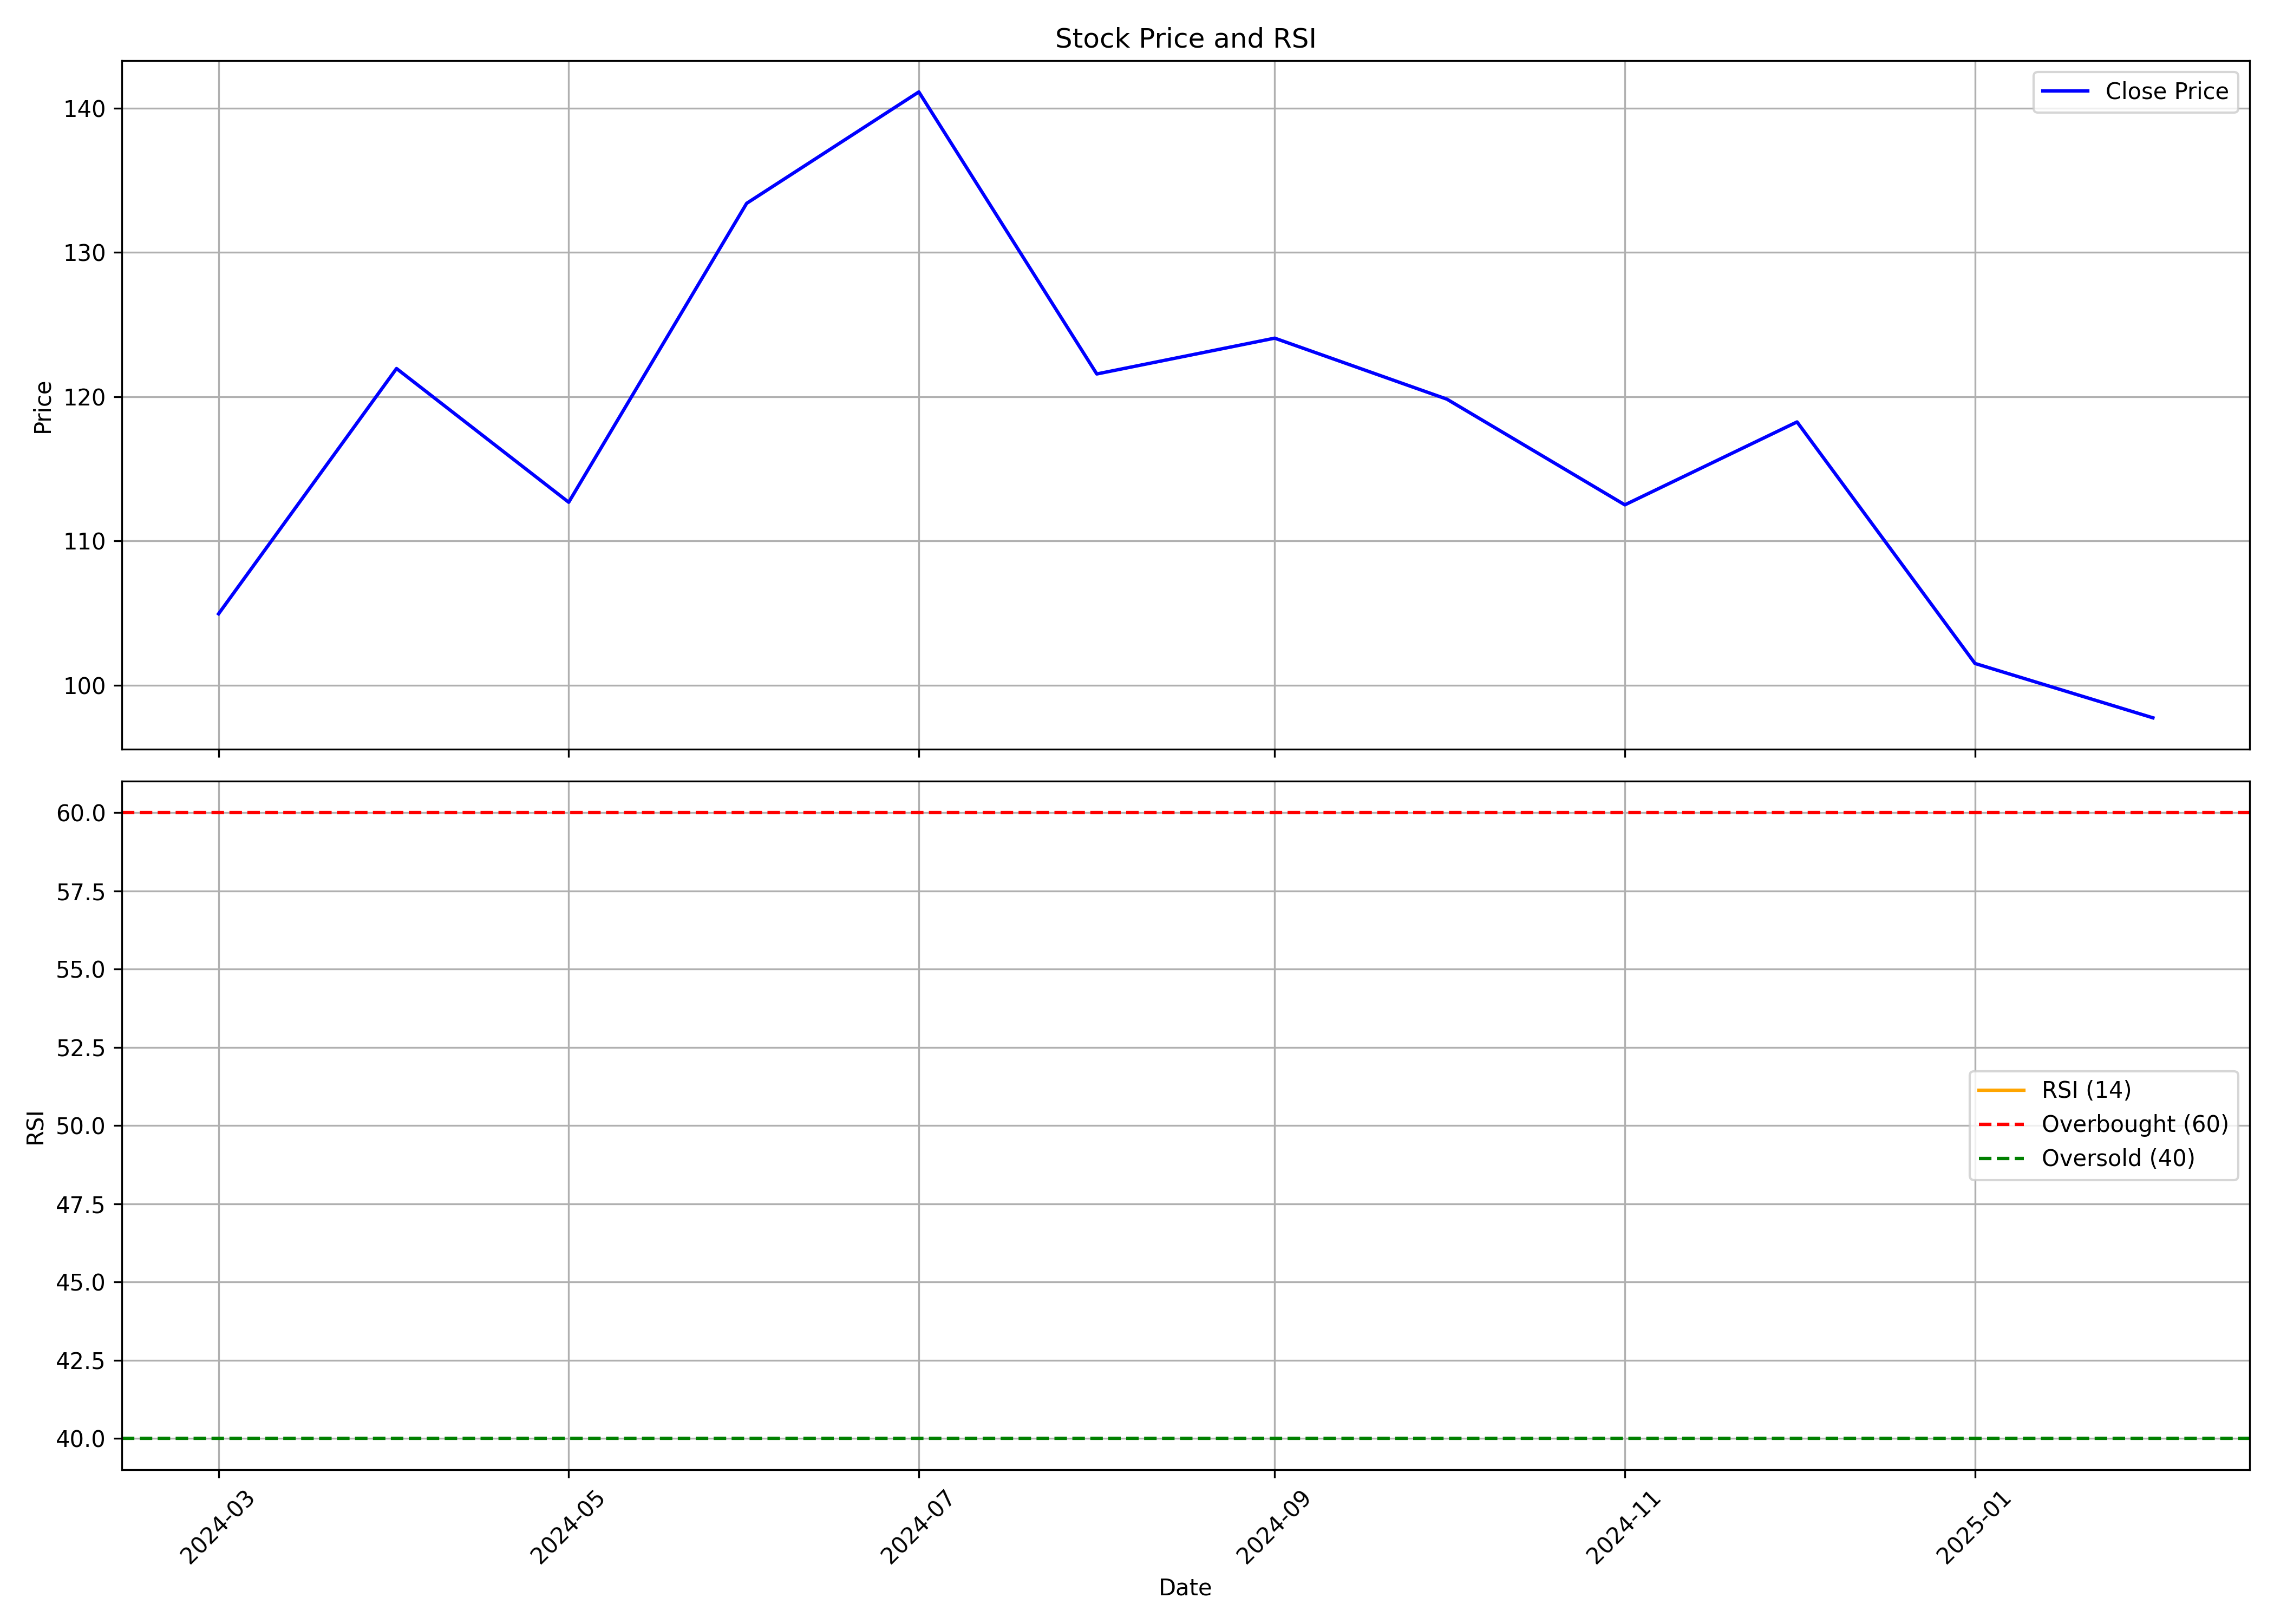 Stock Price and RSI
Close Price
140
130
120
110
100
Price
60.0
57.5
55.0
52.5
50.0
47.5
45.0
42.5
40.0
RSI
RSI (14)
Overbought (60)
Oversold (40)
2024-03
2024-05
2024-07
2024-09
2024-11
2025-01
Date